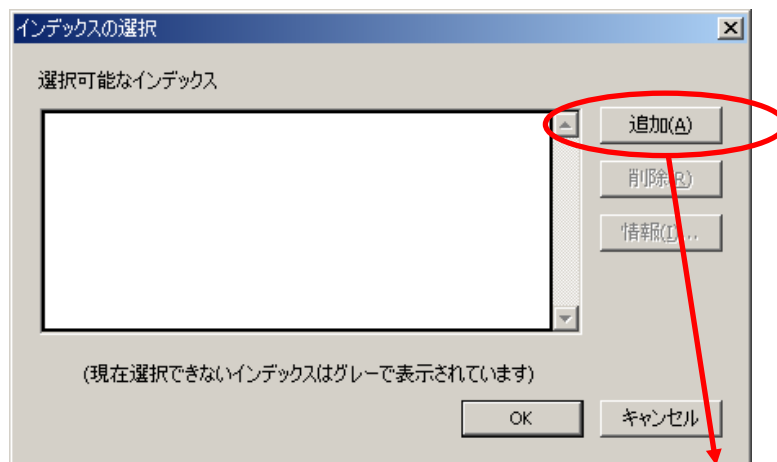 インデックスの選択
選択可能なインデックス
追加(A)
削除(R)
情報(I)...
(現在選択できないインデックスはグレーで表示されています)
OK
キャンセル